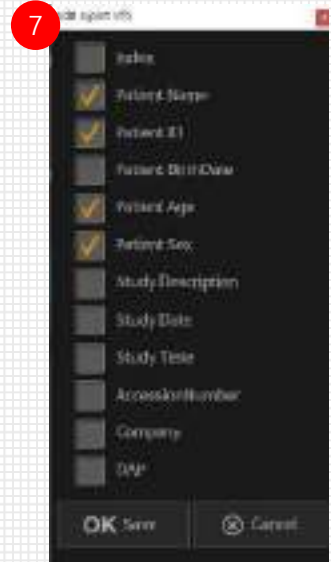 7
Index
Patient Name
Patient ID
Patient BirthDate
Patient Age
Patient Sex
Study Description
Study Date
Study Time
AccessionNumber
Company
DAP
OK Save
Cancel